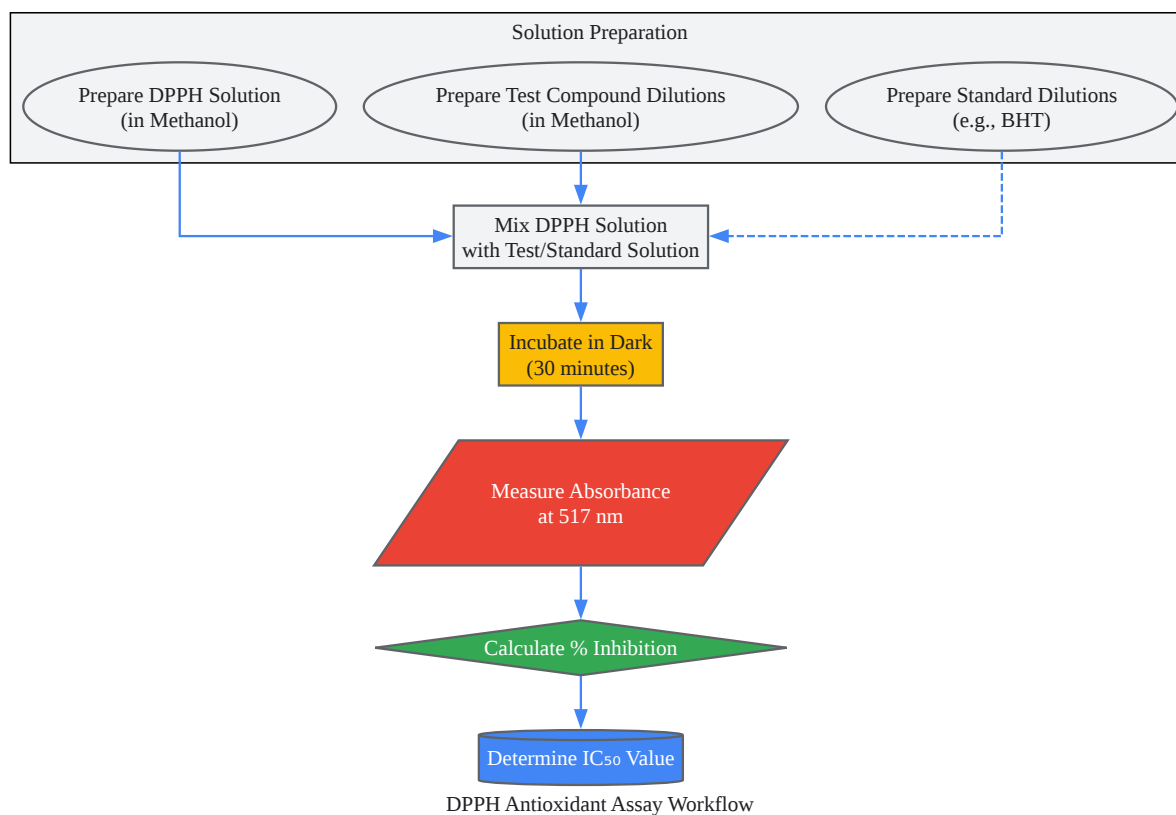 Solution Preparation
Prepare DPPH Solution
(in Methanol)
Prepare Test Compound Dilutions
(in Methanol)
Prepare Standard Dilutions
(e.g., BHT)
Mix DPPH Solution
with Test/Standard Solution
Incubate in Dark
(30 minutes)
Measure Absorbance
at 517 nm
Calculate % Inhibition
Determine IC₅₀ Value
DPPH Antioxidant Assay Workflow